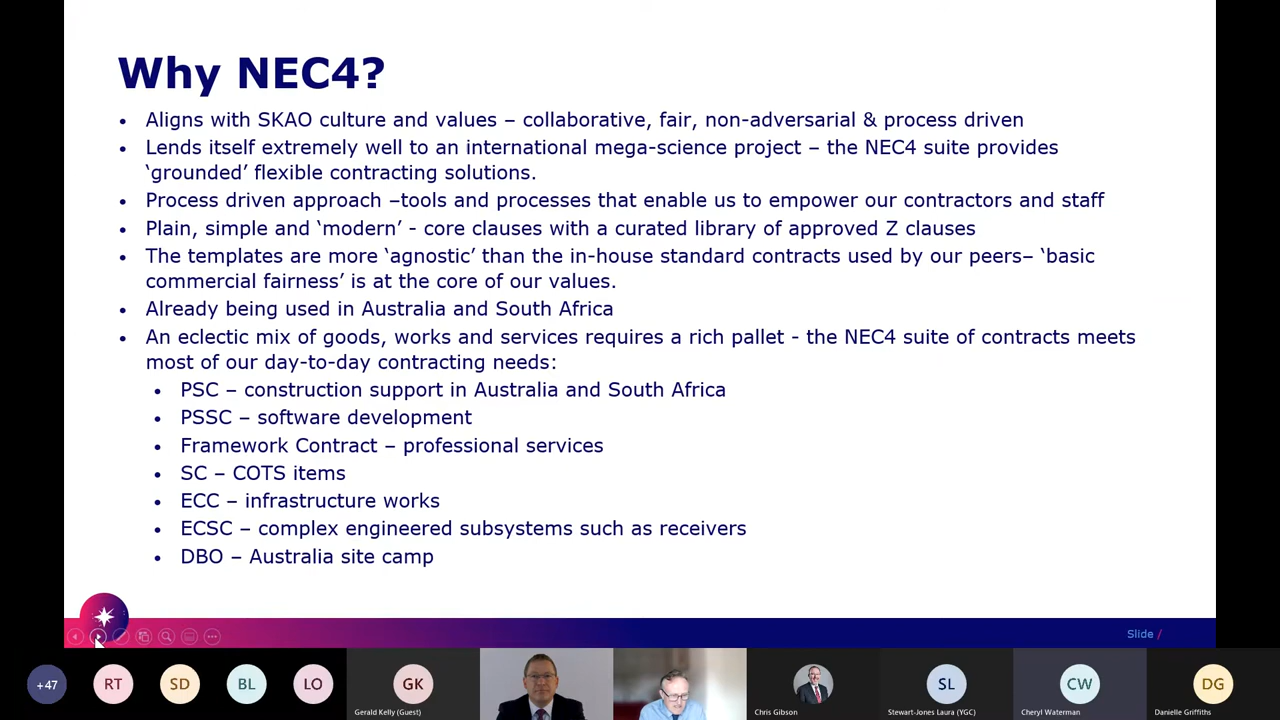 Why NEC4?
• Aligns with SKAO culture and values – collaborative, fair, non-adversarial & process driven
• Lends itself extremely well to an international mega-science project – the NEC4 suite provides
‘grounded’ flexible contracting solutions.
• Process driven approach –tools and processes that enable us to empower our contractors and staff
• Plain, simple and ‘modern’ - core clauses with a curated library of approved Z clauses
• The templates are more ‘agnostic’ than the in-house standard contracts used by our peers– ‘basic
commercial fairness’ is at the core of our values.
• Already being used in Australia and South Africa
• An eclectic mix of goods, works and services requires a rich pallet - the NEC4 suite of contracts meets
most of our day-to-day contracting needs:
• PSC – construction support in Australia and South Africa
• PSSC – software development
• Framework Contract – professional services
• SC – COTS items
• ECC – infrastructure works
• ECSC – complex engineered subsystems such as receivers
• DBO – Australia site camp
Slide /
+47 RT SD BL LO GK SL CW DG
Gerald Kelly (Guest) Chris Gibson Stewart-Jones Laura (YGC) Cheryl Waterman Danielle Griffiths